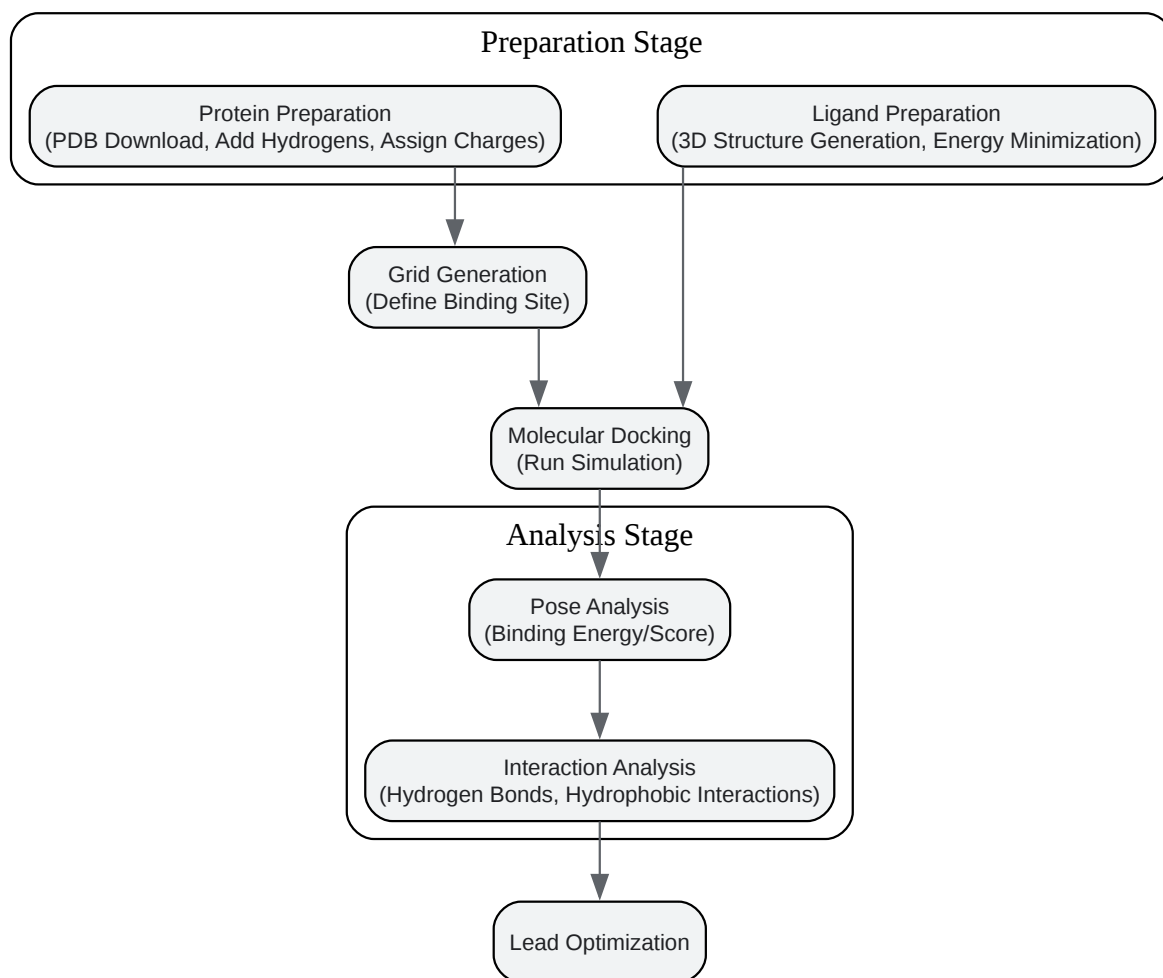 Preparation Stage
Protein Preparation
(PDB Download, Add Hydrogens, Assign Charges)
Ligand Preparation
(3D Structure Generation, Energy Minimization)
Grid Generation
(Define Binding Site)
Molecular Docking
(Run Simulation)
Analysis Stage
Pose Analysis
(Binding Energy/Score)
Interaction Analysis
(Hydrogen Bonds, Hydrophobic Interactions)
Lead Optimization